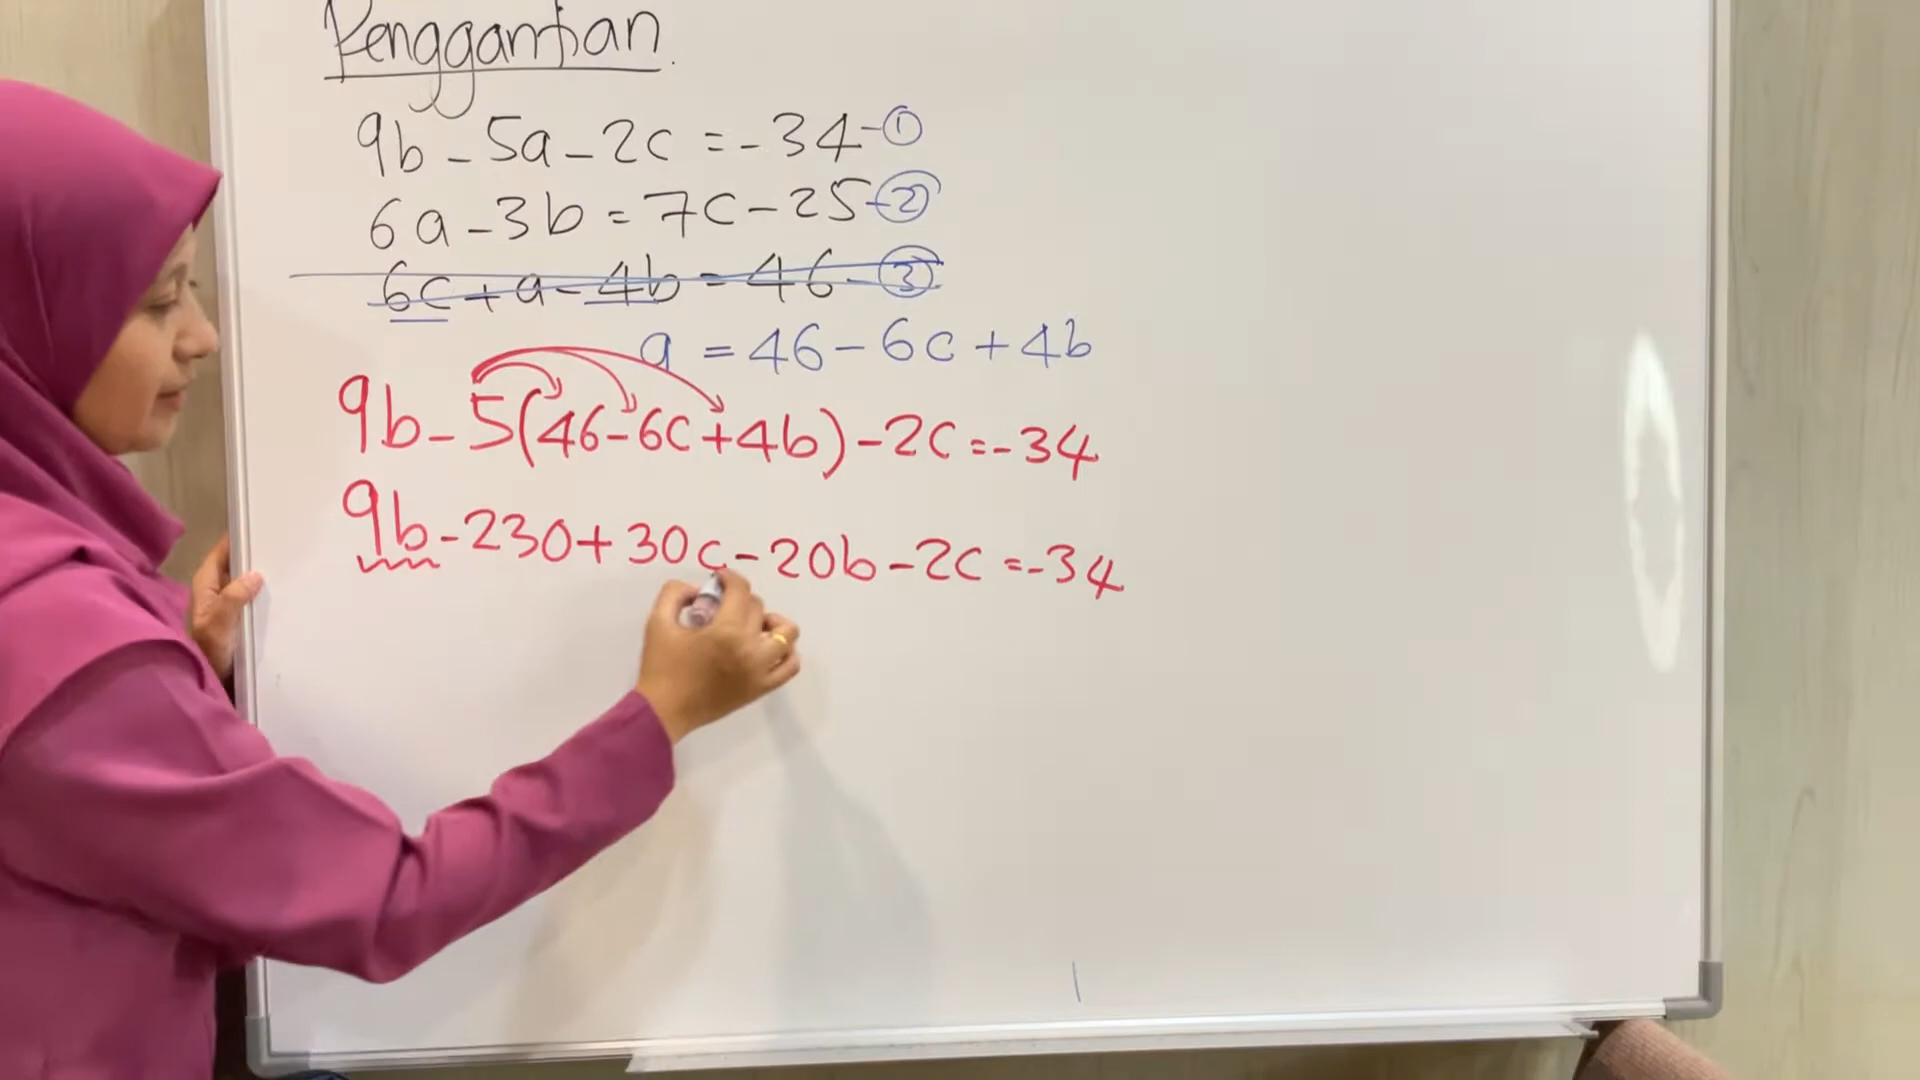 Penggantian
9b - 5a - 2c = -34 - ①
6a - 3b = 7c - 25 - ②
6c + a - 4b = 46 - ③
a = 46 - 6c + 4b
9b - 5(46 - 6c + 4b) - 2c = -34
9b - 230 + 30c - 20b - 2c = -34